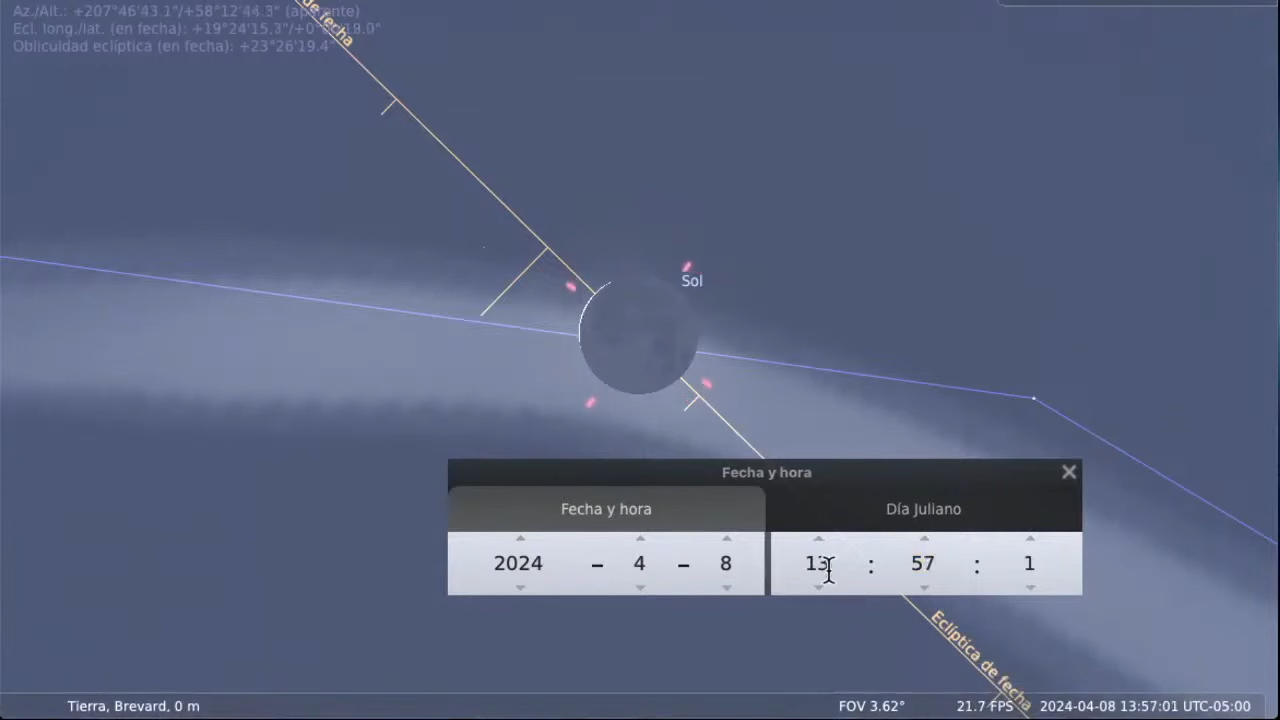 Az./Alt.: +207°46'43.1"/+58°12'44.3" (aparente)
Ecl. long./lat. (en fecha): +19°24'15.3"/+0°
Oblicuidad eclíptica (en fecha): +23°26'19.4"
de fecha
Sol
Fecha y hora
Fecha y hora
Día Juliano
2024 – 4 – 8 13 : 57 : 1
Eclíptica de fecha
Tierra, Brevard, 0 m FOV 3.62° 21.7 FPS 2024-04-08 13:57:01 UTC-05:00